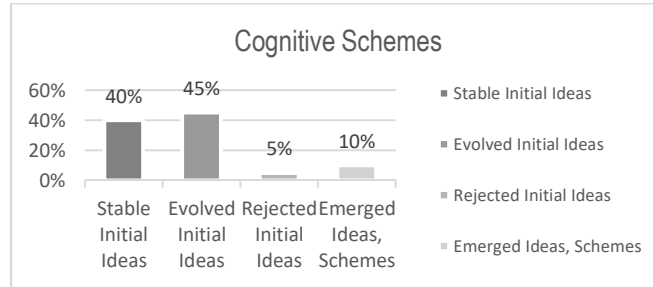 Cognitive Schemes
60%
40%
20%
0%
40%
45%
5%
10%
Stable
Initial
Ideas
Evolved
Initial
Ideas
Rejected
Initial
Ideas
Emerged
Ideas,
Schemes
Stable Initial Ideas
Evolved Initial Ideas
Rejected Initial Ideas
Emerged Ideas, Schemes